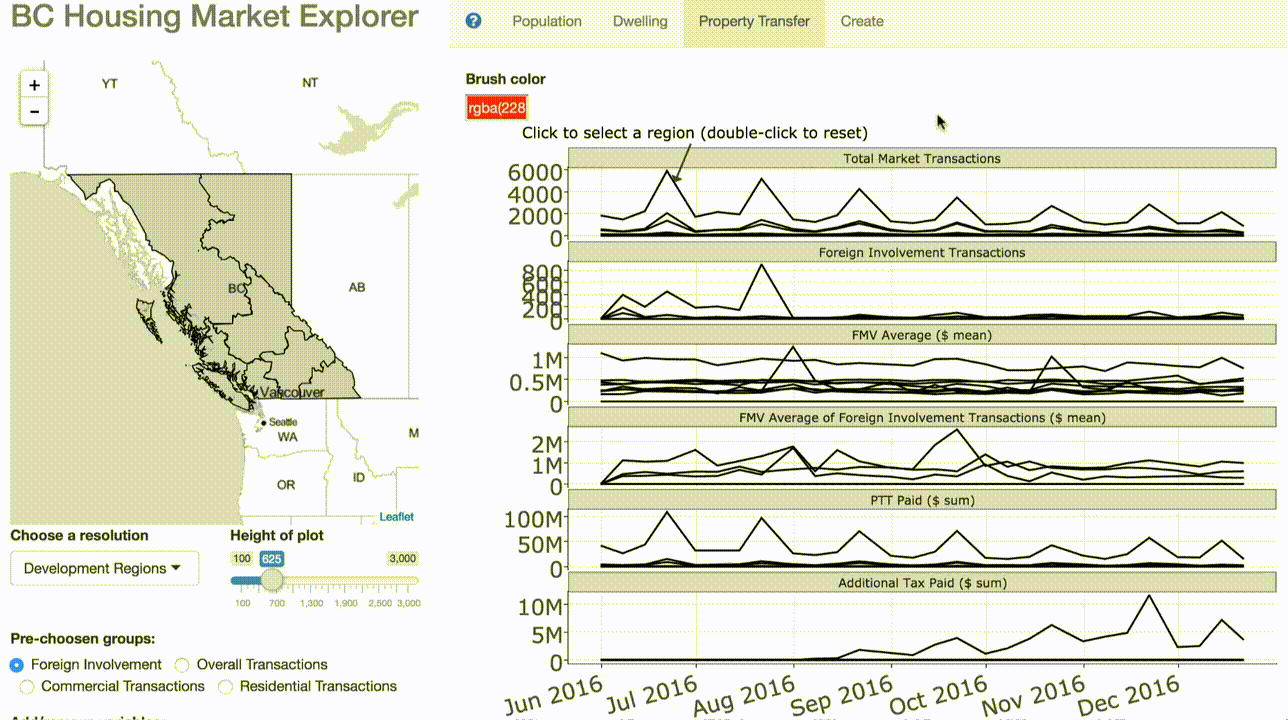 BC Housing Market Explorer
Population
Dwelling
Property Transfer
Create
+
−
YT
NT
BC
AB
Vancouver
Seattle
WA
M
OR
ID
Leaflet
Choose a resolution
Development Regions
Height of plot
100
625
3,000
100 700 1,300 1,900 2,500 3,000
Pre-choosen groups:
Foreign Involvement
Overall Transactions
Commercial Transactions
Residential Transactions
Brush color
rgba(228
Click to select a region (double-click to reset)
Total Market Transactions
6000
4000
2000
0
Foreign Involvement Transactions
800
600
400
200
0
FMV Average ($ mean)
1M
0.5M
0
FMV Average of Foreign Involvement Transactions ($ mean)
2M
1M
0
PTT Paid ($ sum)
100M
50M
0
Additional Tax Paid ($ sum)
10M
5M
0
Jun 2016
Jul 2016
Aug 2016
Sep 2016
Oct 2016
Nov 2016
Dec 2016